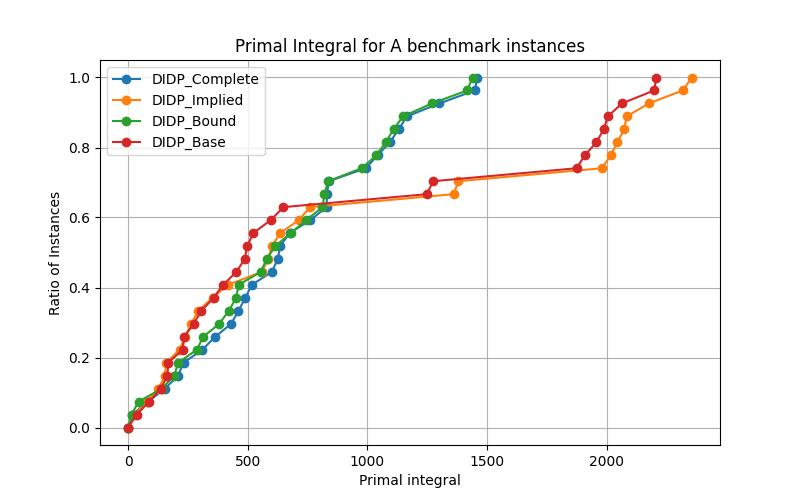 Primal Integral for A benchmark instances
DIDP_Complete
DIDP_Implied
DIDP_Bound
DIDP_Base
Ratio of Instances
1.0
0.8
0.6
0.4
0.2
0.0
0
500
1000
1500
2000
Primal integral